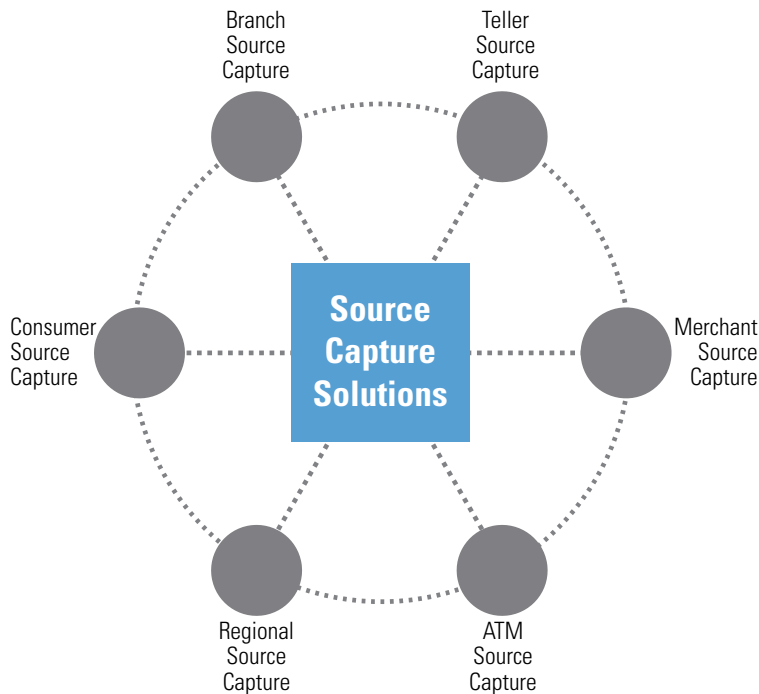 Branch
Source
Capture
Teller
Source
Capture
Consumer
Source
Capture
Source
Capture
Solutions
Merchant
Source
Capture
Regional
Source
Capture
ATM
Source
Capture